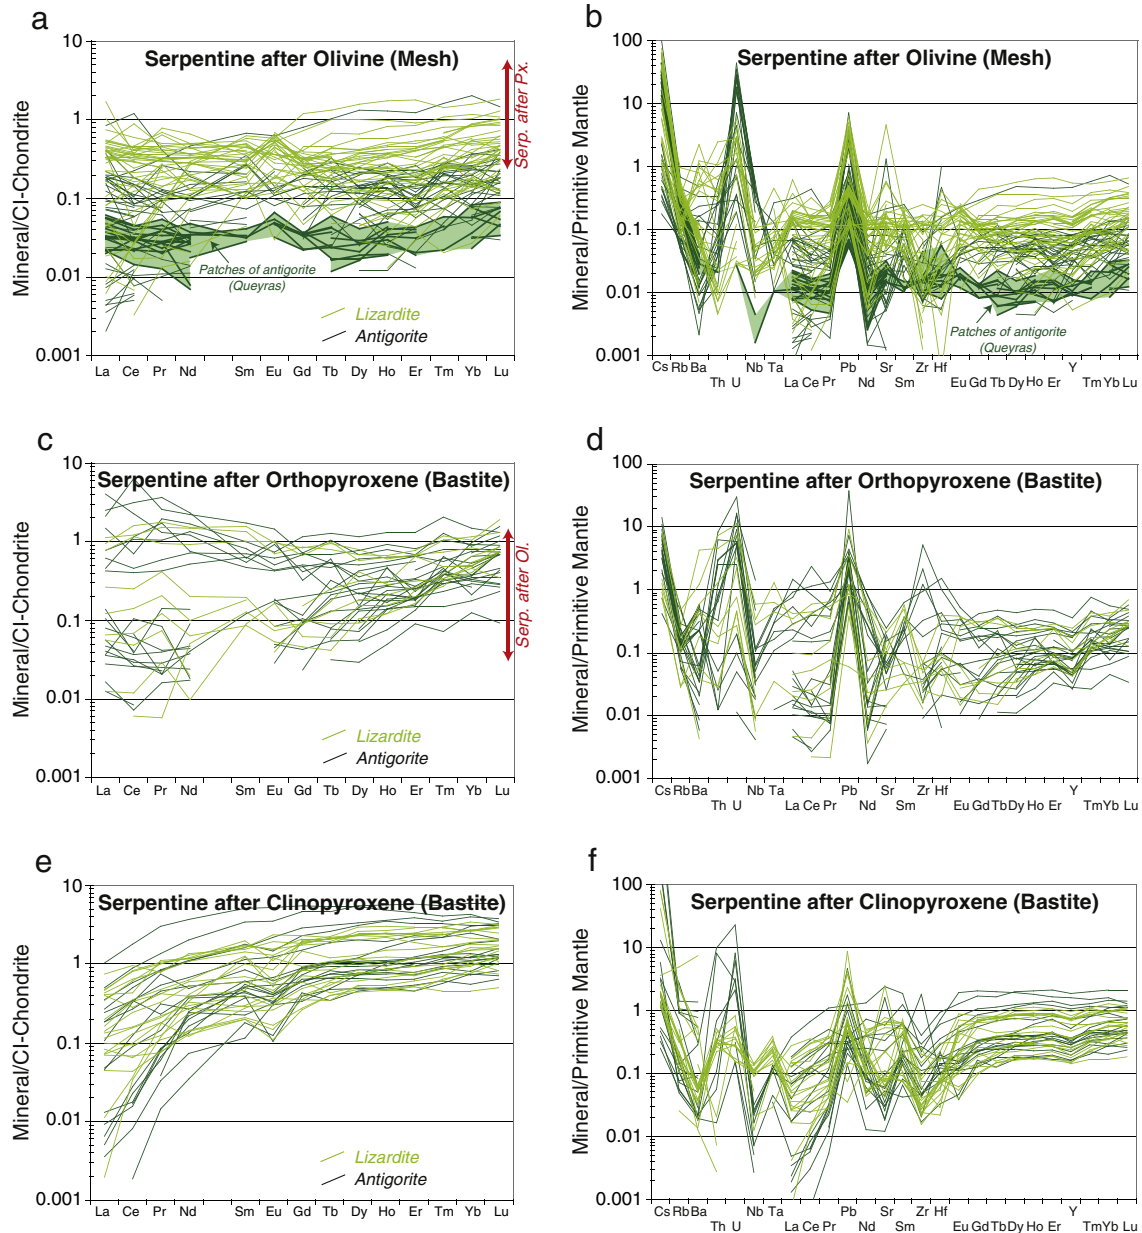 a
Serpentine after Olivine (Mesh)
Mineral/CI-Chondrite
10
1
0.1
0.01
0.001
Serp. after Px.
Patches of antigorite
(Queyras)
Lizardite
Antigorite
La Ce Pr Nd Sm Eu Gd Tb Dy Ho Er Tm Yb Lu
b
Serpentine after Olivine (Mesh)
Mineral/Primitive Mantle
100
10
1
0.1
0.01
0.001
Patches of antigorite
(Queyras)
Cs Rb Ba Nb Ta Pb Sr Zr Hf Y
Th U La Ce Pr Nd Sm Eu Gd Tb Dy Ho Er Tm Yb Lu
c
Serpentine after Orthopyroxene (Bastite)
Mineral/CI-Chondrite
10
1
0.1
0.01
0.001
Serp. after Ol.
Lizardite
Antigorite
La Ce Pr Nd Sm Eu Gd Tb Dy Ho Er Tm Yb Lu
d
Serpentine after Orthopyroxene (Bastite)
Mineral/Primitive Mantle
100
10
1
0.1
0.01
0.001
Cs Rb Ba Nb Ta Pb Sr Zr Hf Y
Th U La Ce Pr Nd Sm Eu Gd Tb Dy Ho Er Tm Yb Lu
e
Serpentine after Clinopyroxene (Bastite)
Mineral/CI-Chondrite
10
1
0.1
0.01
0.001
Lizardite
Antigorite
La Ce Pr Nd Sm Eu Gd Tb Dy Ho Er Tm Yb Lu
f
Serpentine after Clinopyroxene (Bastite)
Mineral/Primitive Mantle
100
10
1
0.1
0.01
0.001
Cs Rb Ba Nb Ta Pb Sr Zr Hf Y
Th U La Ce Pr Nd Sm Eu Gd Tb Dy Ho Er Tm Yb Lu